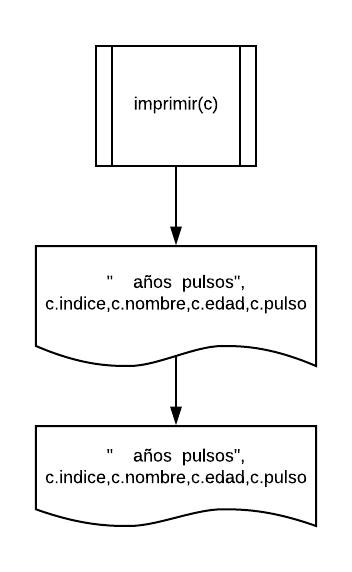 imprimir(c)
"    años  pulsos",
c.indice,c.nombre,c.edad,c.pulso
"    años  pulsos",
c.indice,c.nombre,c.edad,c.pulso